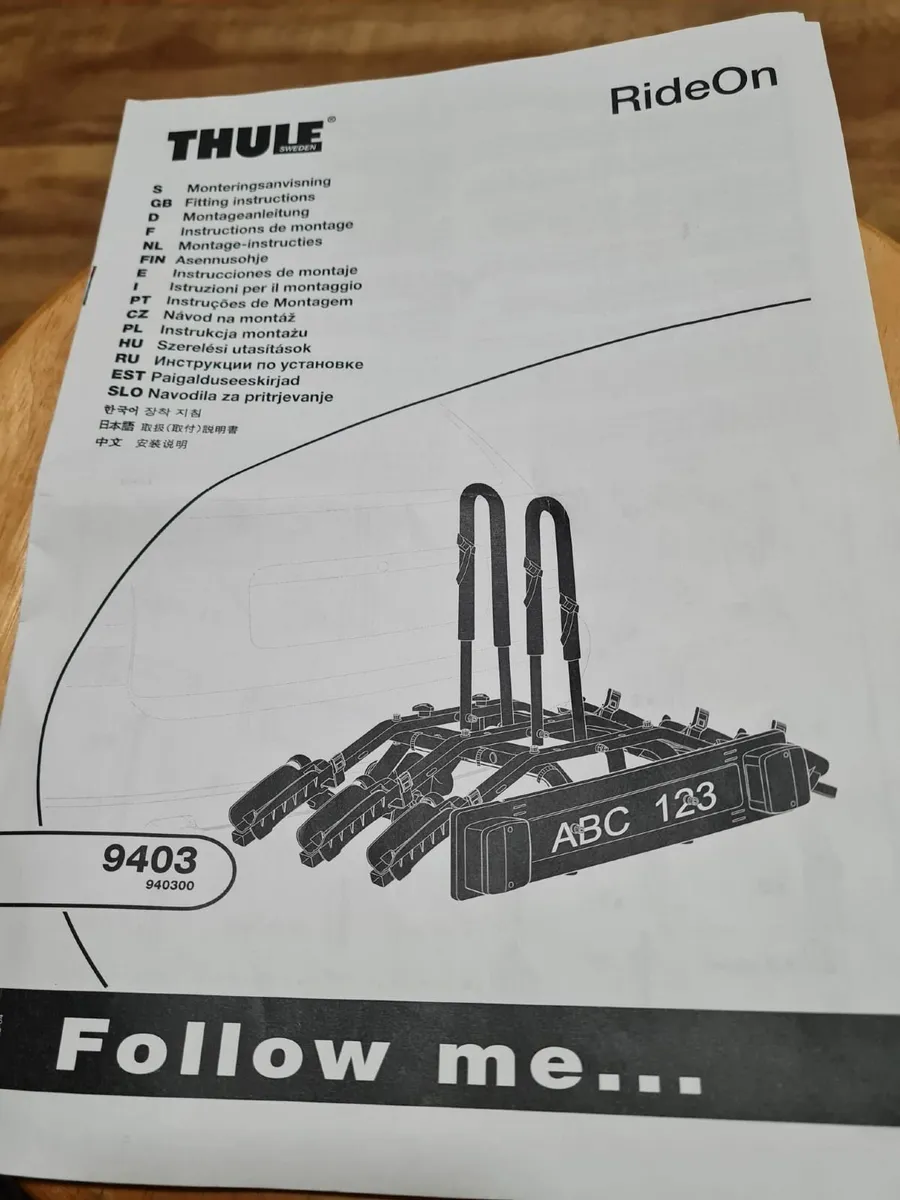 RideOn
THULE®
SWEDEN
S Monteringsanvisning
GB Fitting instructions
D Montageanleitung
F Instructions de montage
NL Montage-instructies
FIN Asennusohje
E Instrucciones de montaje
I Istruzioni per il montaggio
PT Instruções de Montagem
CZ Návod na montáž
PL Instrukcja montażu
HU Szerelési utasítások
RU Инструкции по установке
EST Paigalduseeskirjad
SLO Navodila za pritrjevanje
한국어 장착 지침
日本語 取扱(取付)説明書
中文 安装说明
ABC 123
9403
940300
Follow me...